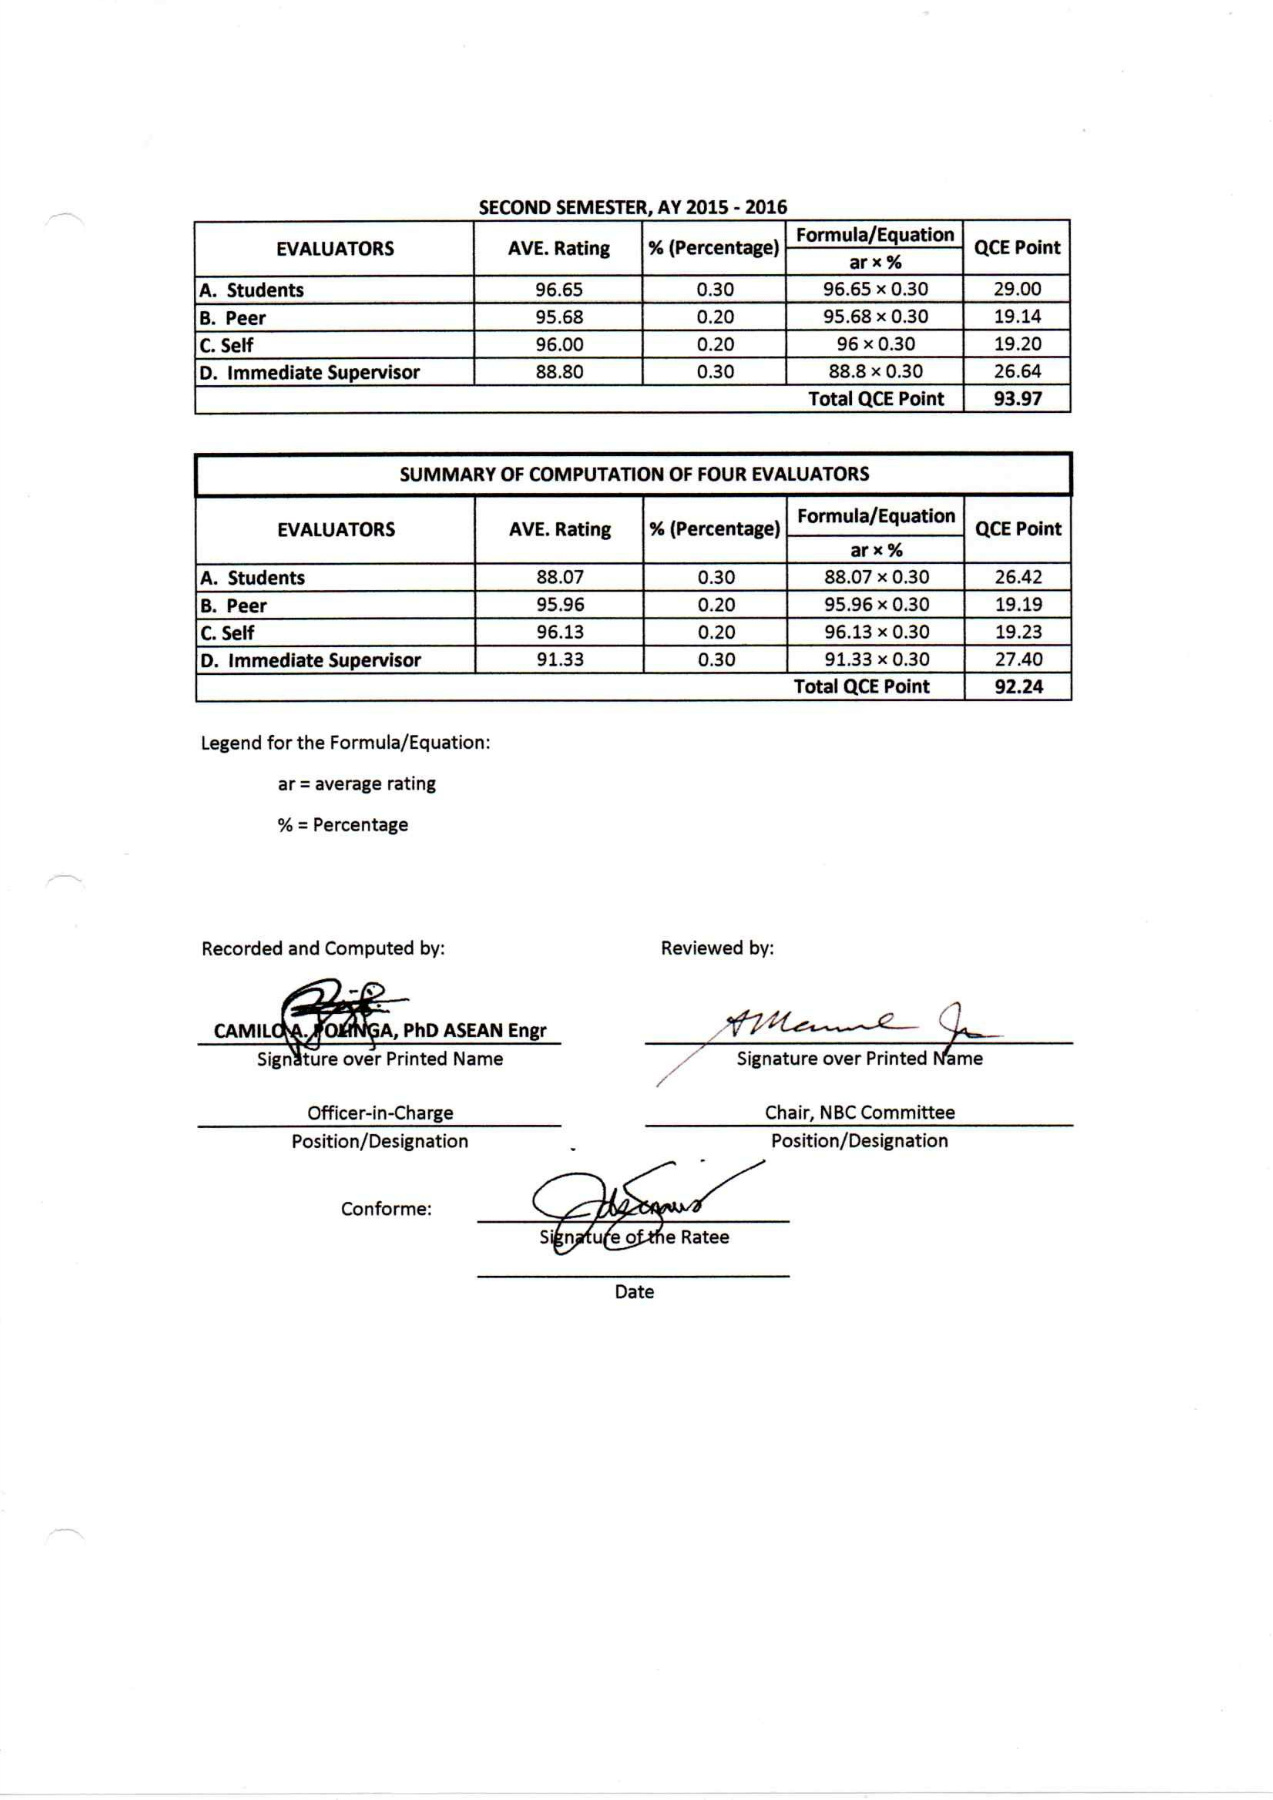 SECOND SEMESTER, AY 2015 - 2016
EVALUATORS AVE. Rating % (Percentage) Formula/Equation QCE Point
ar × %
A. Students 96.65 0.30 96.65 × 0.30 29.00
B. Peer 95.68 0.20 95.68 × 0.30 19.14
C. Self 96.00 0.20 96 × 0.30 19.20
D. Immediate Supervisor 88.80 0.30 88.8 × 0.30 26.64
Total QCE Point 93.97
SUMMARY OF COMPUTATION OF FOUR EVALUATORS
EVALUATORS AVE. Rating % (Percentage) Formula/Equation QCE Point
ar × %
A. Students 88.07 0.30 88.07 × 0.30 26.42
B. Peer 95.96 0.20 95.96 × 0.30 19.19
C. Self 96.13 0.20 96.13 × 0.30 19.23
D. Immediate Supervisor 91.33 0.30 91.33 × 0.30 27.40
Total QCE Point 92.24
Legend for the Formula/Equation:
ar = average rating
% = Percentage
Recorded and Computed by: Reviewed by:
CAMILO A. POLINGA, PhD ASEAN Engr
Signature over Printed Name Signature over Printed Name
Officer-in-Charge Chair, NBC Committee
Position/Designation Position/Designation
Conforme:
Signature of the Ratee
Date